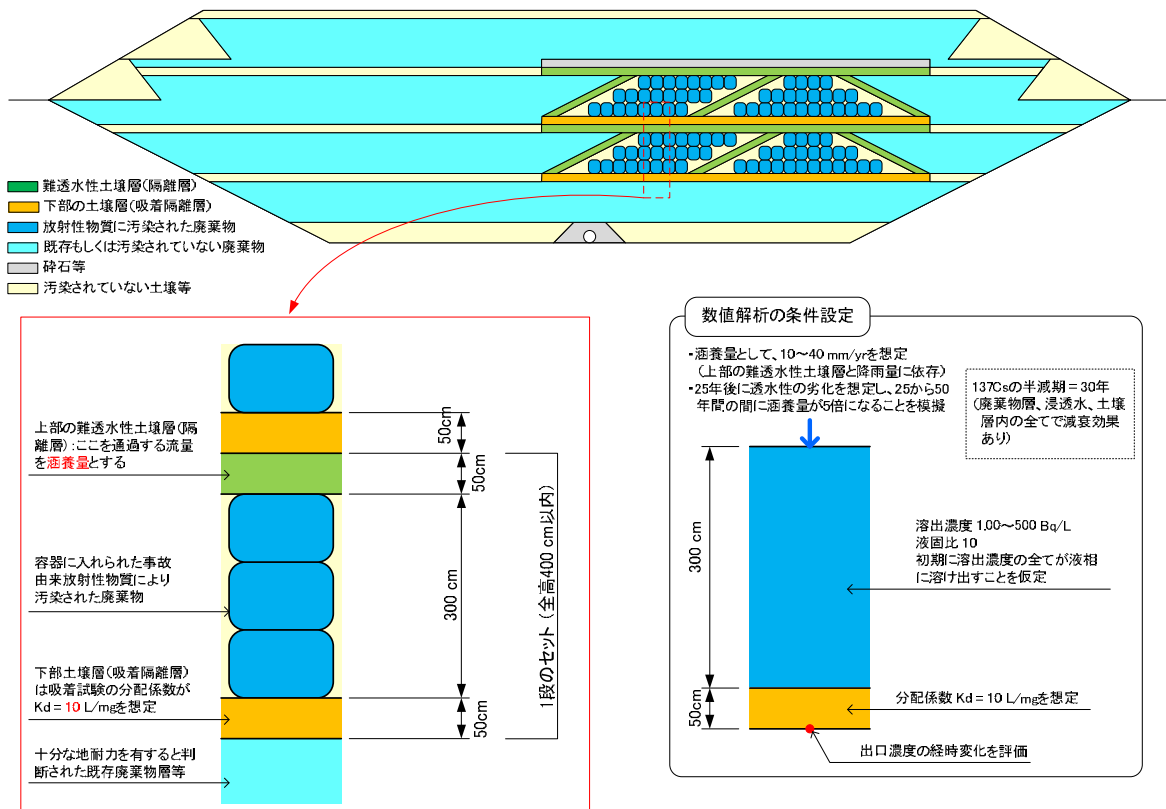 難透水性土壌層(隔離層)
下部の土壌層(吸着隔離層)
放射性物質に汚染された廃棄物
既存もしくは汚染されていない廃棄物
砕石等
汚染されていない土壌等
上部の難透水性土壌層(隔
離層):ここを通過する流量
を涵養量とする
容器に入れられた事故
由来放射性物質により
汚染された廃棄物
下部土壌層(吸着隔離層)
は吸着試験の分配係数が
Kd=10 L/mgを想定
十分な地耐力を有すると判
断された既存廃棄物層等
50cm
50cm
300 cm
50cm
1段のセット(全高400 cm以内)
数値解析の条件設定
・涵養量として、10~40 mm/yrを想定
(上部の難透水性土壌層と降雨量に依存)
・25年後に透水性の劣化を想定し、25から50
年間の間に涵養量が5倍になることを模擬
137Csの半減期=30年
(廃棄物層、浸透水、土壌
層内の全てで減衰効果
あり)
300 cm
50cm
溶出濃度 1,00~500 Bq/L
液固比 10
初期に溶出濃度の全てが液相
に溶け出すことを仮定
分配係数 Kd=10 L/mgを想定
出口濃度の経時変化を評価